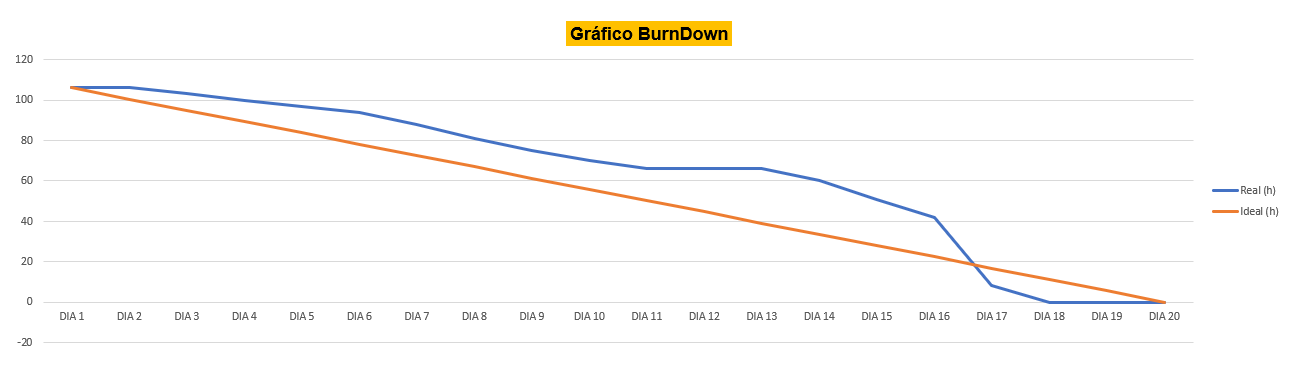 Gráfico BurnDown
120
100
80
60
40
20
0
-20
DIA 1 DIA 2 DIA 3 DIA 4 DIA 5 DIA 6 DIA 7 DIA 8 DIA 9 DIA 10 DIA 11 DIA 12 DIA 13 DIA 14 DIA 15 DIA 16 DIA 17 DIA 18 DIA 19 DIA 20
Real (h)
Ideal (h)